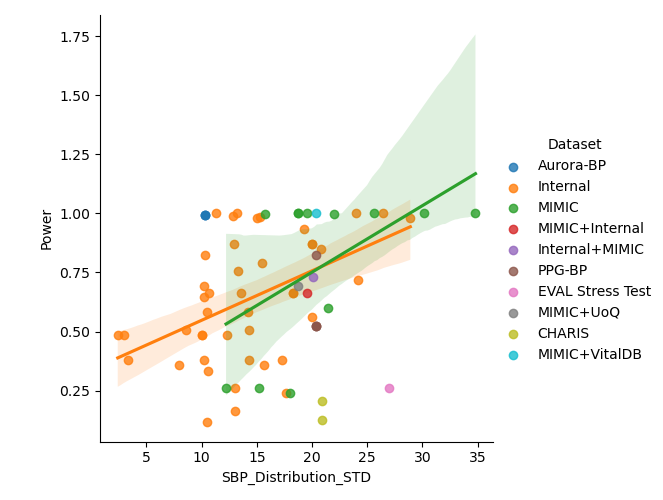 1.75
1.50
1.25
1.00
0.75
0.50
0.25
Power
5 10 15 20 25 30 35
SBP_Distribution_STD
Dataset
Aurora-BP
Internal
MIMIC
MIMIC+Internal
Internal+MIMIC
PPG-BP
EVAL Stress Test
MIMIC+UoQ
CHARIS
MIMIC+VitalDB